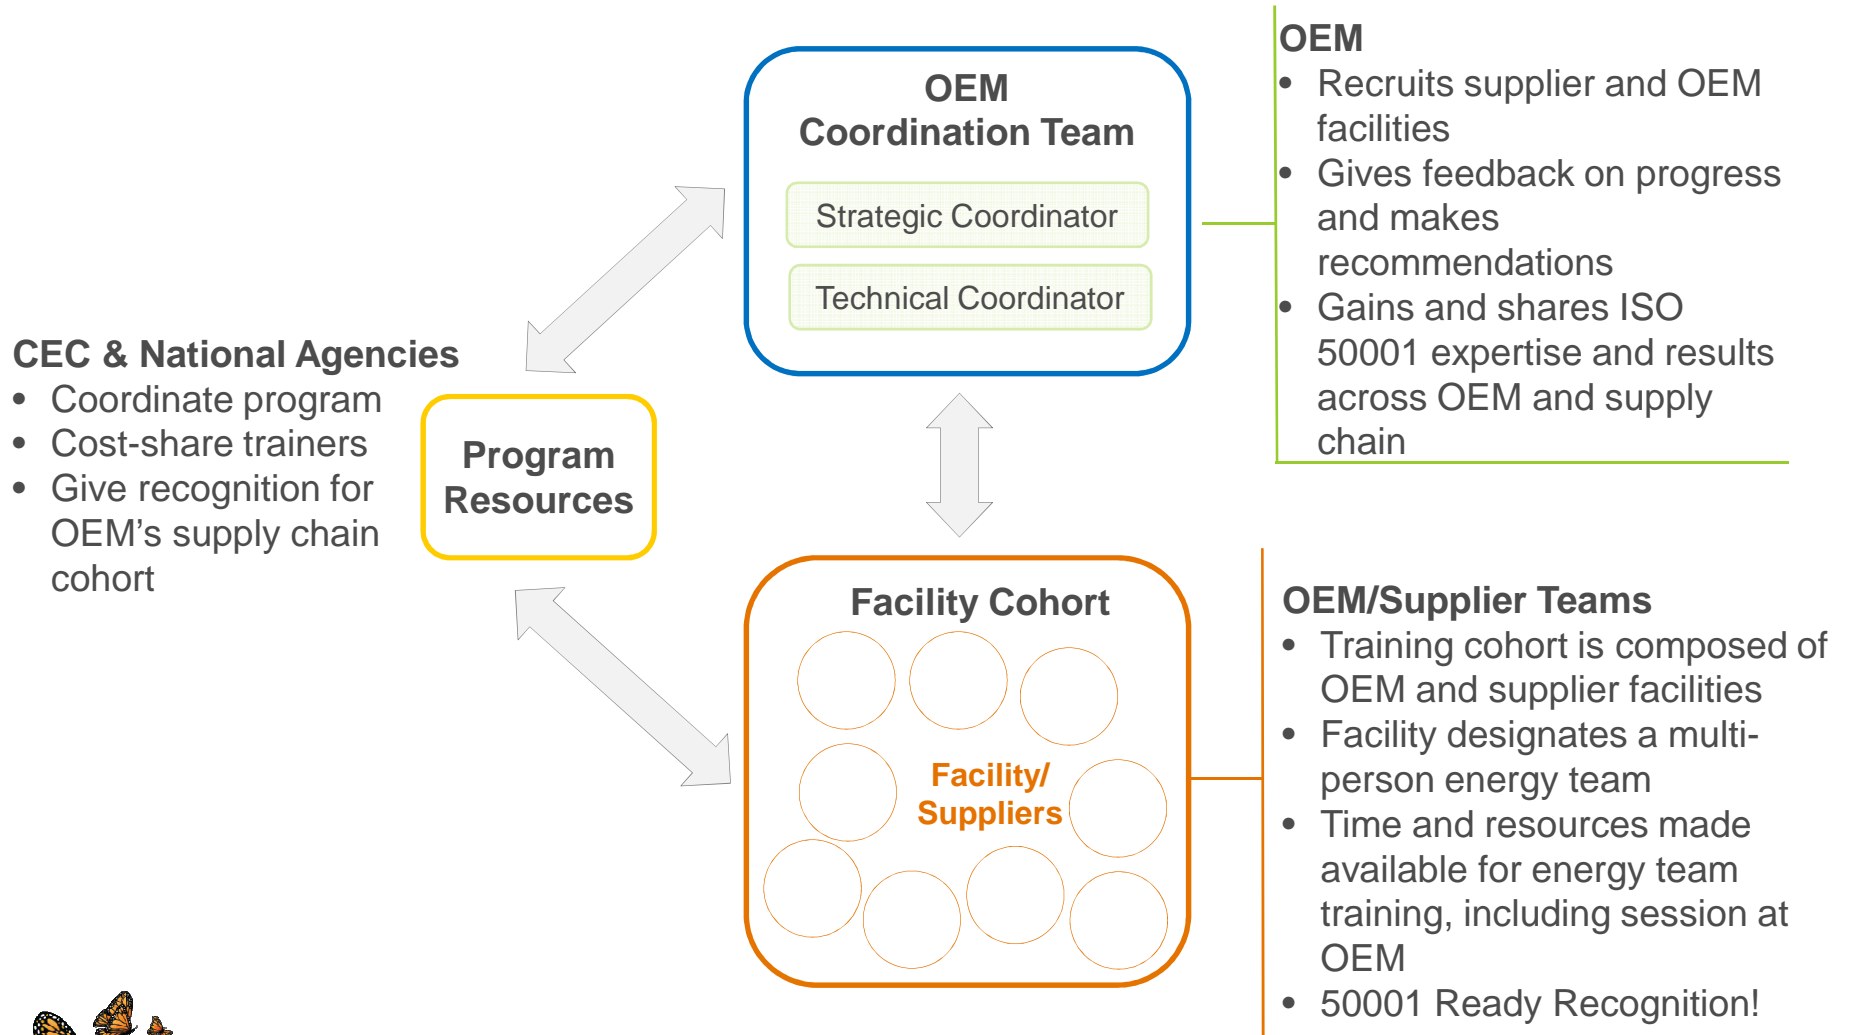 CEC & National Agencies
• Coordinate program
• Cost-share trainers
• Give recognition for
OEM’s supply chain
cohort
Program
Resources
OEM
Coordination Team
Strategic Coordinator
Technical Coordinator
Facility Cohort
Facility/
Suppliers
OEM
• Recruits supplier and OEM
facilities
• Gives feedback on progress
and makes
recommendations
• Gains and shares ISO
50001 expertise and results
across OEM and supply
chain
OEM/Supplier Teams
• Training cohort is composed of
OEM and supplier facilities
• Facility designates a multi-
person energy team
• Time and resources made
available for energy team
training, including session at
OEM
• 50001 Ready Recognition!